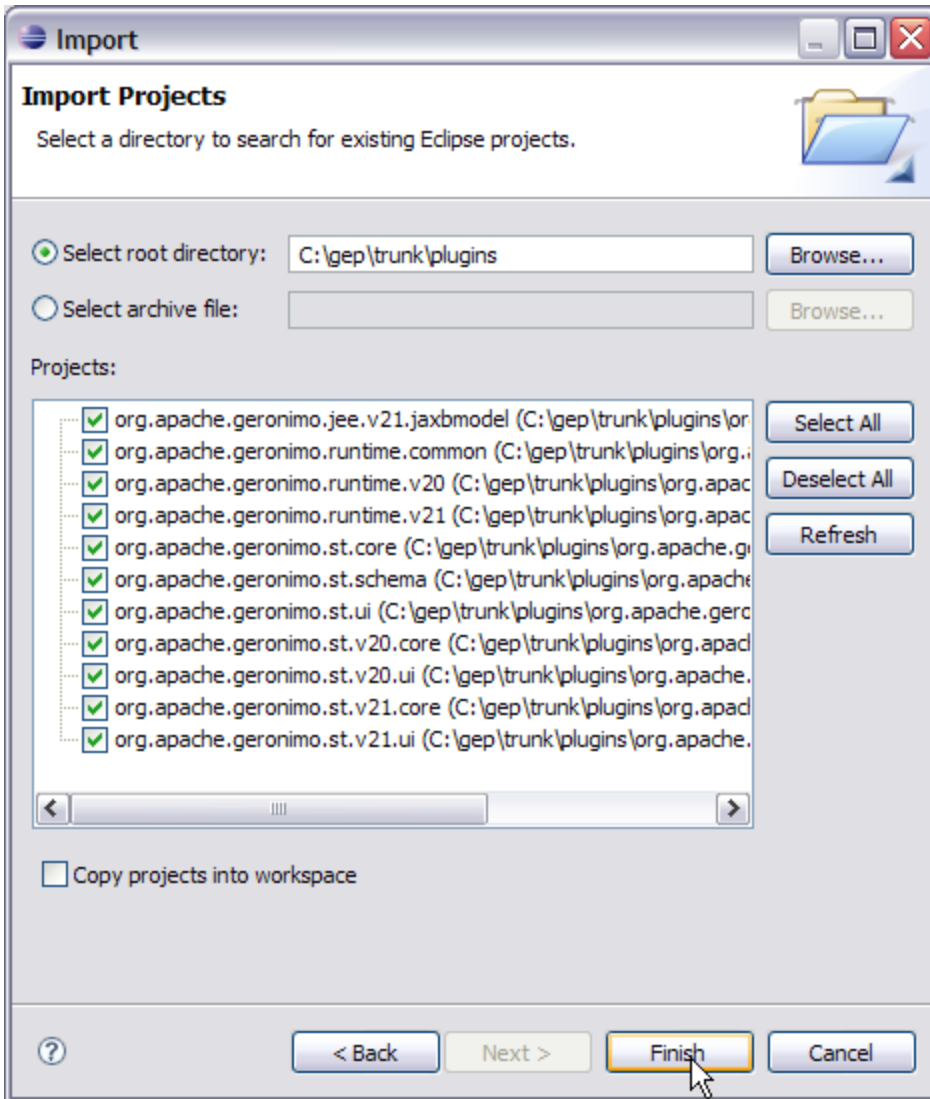 Import
Import Projects
Select a directory to search for existing Eclipse projects.
Select root directory: C:\gep\trunk\plugins Browse...
Select archive file: Browse...
Projects:
org.apache.geronimo.jee.v21.jaxbmodel (C:\gep\trunk\plugins\or
org.apache.geronimo.runtime.common (C:\gep\trunk\plugins\org.
org.apache.geronimo.runtime.v20 (C:\gep\trunk\plugins\org.apac
org.apache.geronimo.runtime.v21 (C:\gep\trunk\plugins\org.apac
org.apache.geronimo.st.core (C:\gep\trunk\plugins\org.apache.g
org.apache.geronimo.st.schema (C:\gep\trunk\plugins\org.apache
org.apache.geronimo.st.ui (C:\gep\trunk\plugins\org.apache.gero
org.apache.geronimo.st.v20.core (C:\gep\trunk\plugins\org.apac
org.apache.geronimo.st.v20.ui (C:\gep\trunk\plugins\org.apache.
org.apache.geronimo.st.v21.core (C:\gep\trunk\plugins\org.apac
org.apache.geronimo.st.v21.ui (C:\gep\trunk\plugins\org.apache.
Select All
Deselect All
Refresh
Copy projects into workspace
? < Back Next > Finish Cancel